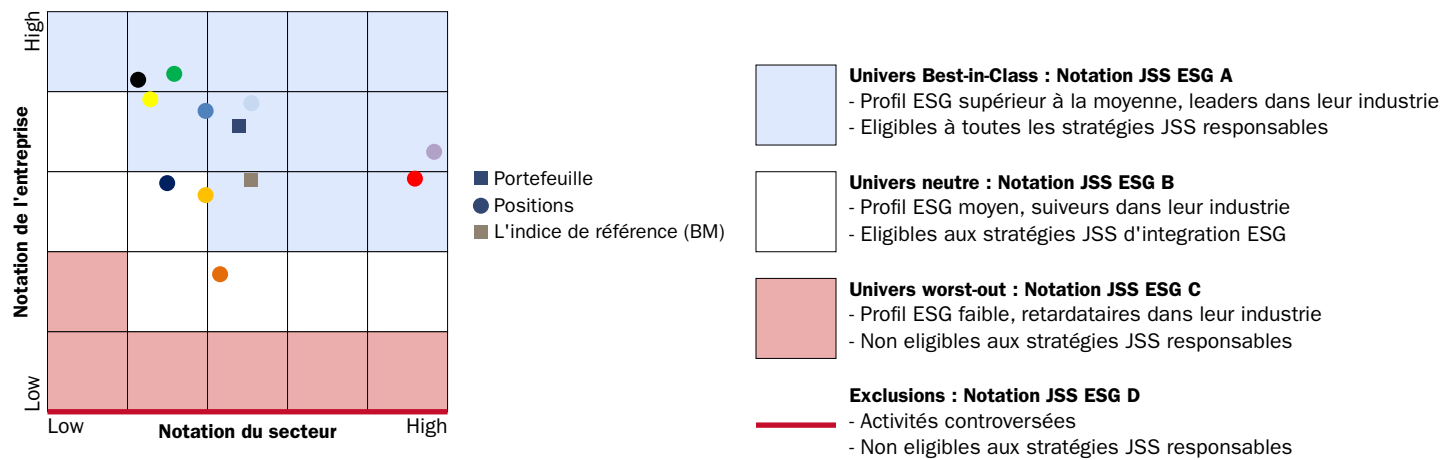 High
Notation de l'entreprise
Low
Low
Notation du secteur
High
Portefeuille
Positions
L'indice de référence (BM)
Univers Best-in-Class : Notation JSS ESG A
- Profil ESG supérieur à la moyenne, leaders dans leur industrie
- Eligibles à toutes les stratégies JSS responsables
Univers neutre : Notation JSS ESG B
- Profil ESG moyen, suiveurs dans leur industrie
- Eligibles aux stratégies JSS d'integration ESG
Univers worst-out : Notation JSS ESG C
- Profil ESG faible, retardataires dans leur industrie
- Non eligibles aux stratégies JSS responsables
Exclusions : Notation JSS ESG D
- Activités controversées
- Non eligibles aux stratégies JSS responsables